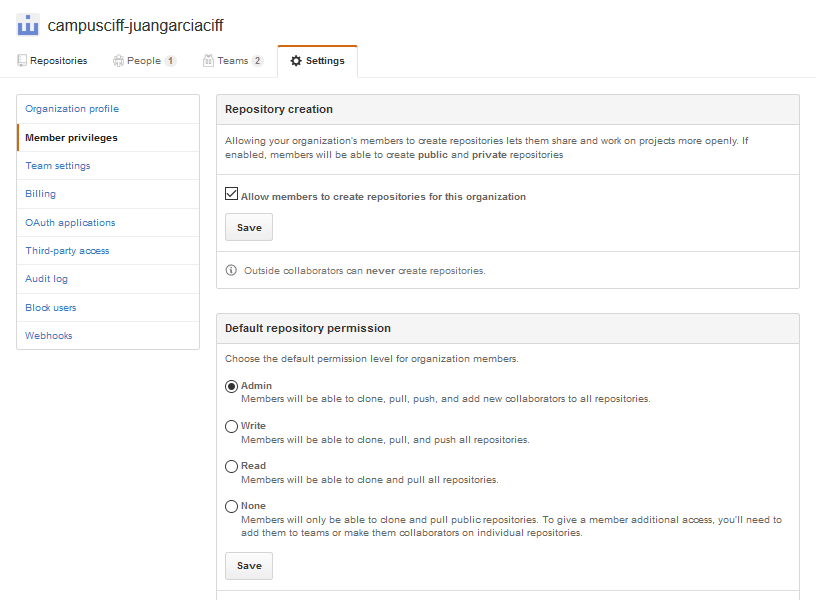 campusciff-juangarciaciff
Repositories People 1 Teams 2 Settings
Organization profile
Member privileges
Team settings
Billing
OAuth applications
Third-party access
Audit log
Block users
Webhooks
Repository creation
Allowing your organization's members to create repositories lets them share and work on projects more openly. If
enabled, members will be able to create public and private repositories
Allow members to create repositories for this organization
Save
Outside collaborators can never create repositories.
Default repository permission
Choose the default permission level for organization members.
Admin
Members will be able to clone, pull, push, and add new collaborators to all repositories.
Write
Members will be able to clone, pull, and push all repositories.
Read
Members will be able to clone and pull all repositories.
None
Members will only be able to clone and pull public repositories. To give a member additional access, you'll need to
add them to teams or make them collaborators on individual repositories.
Save